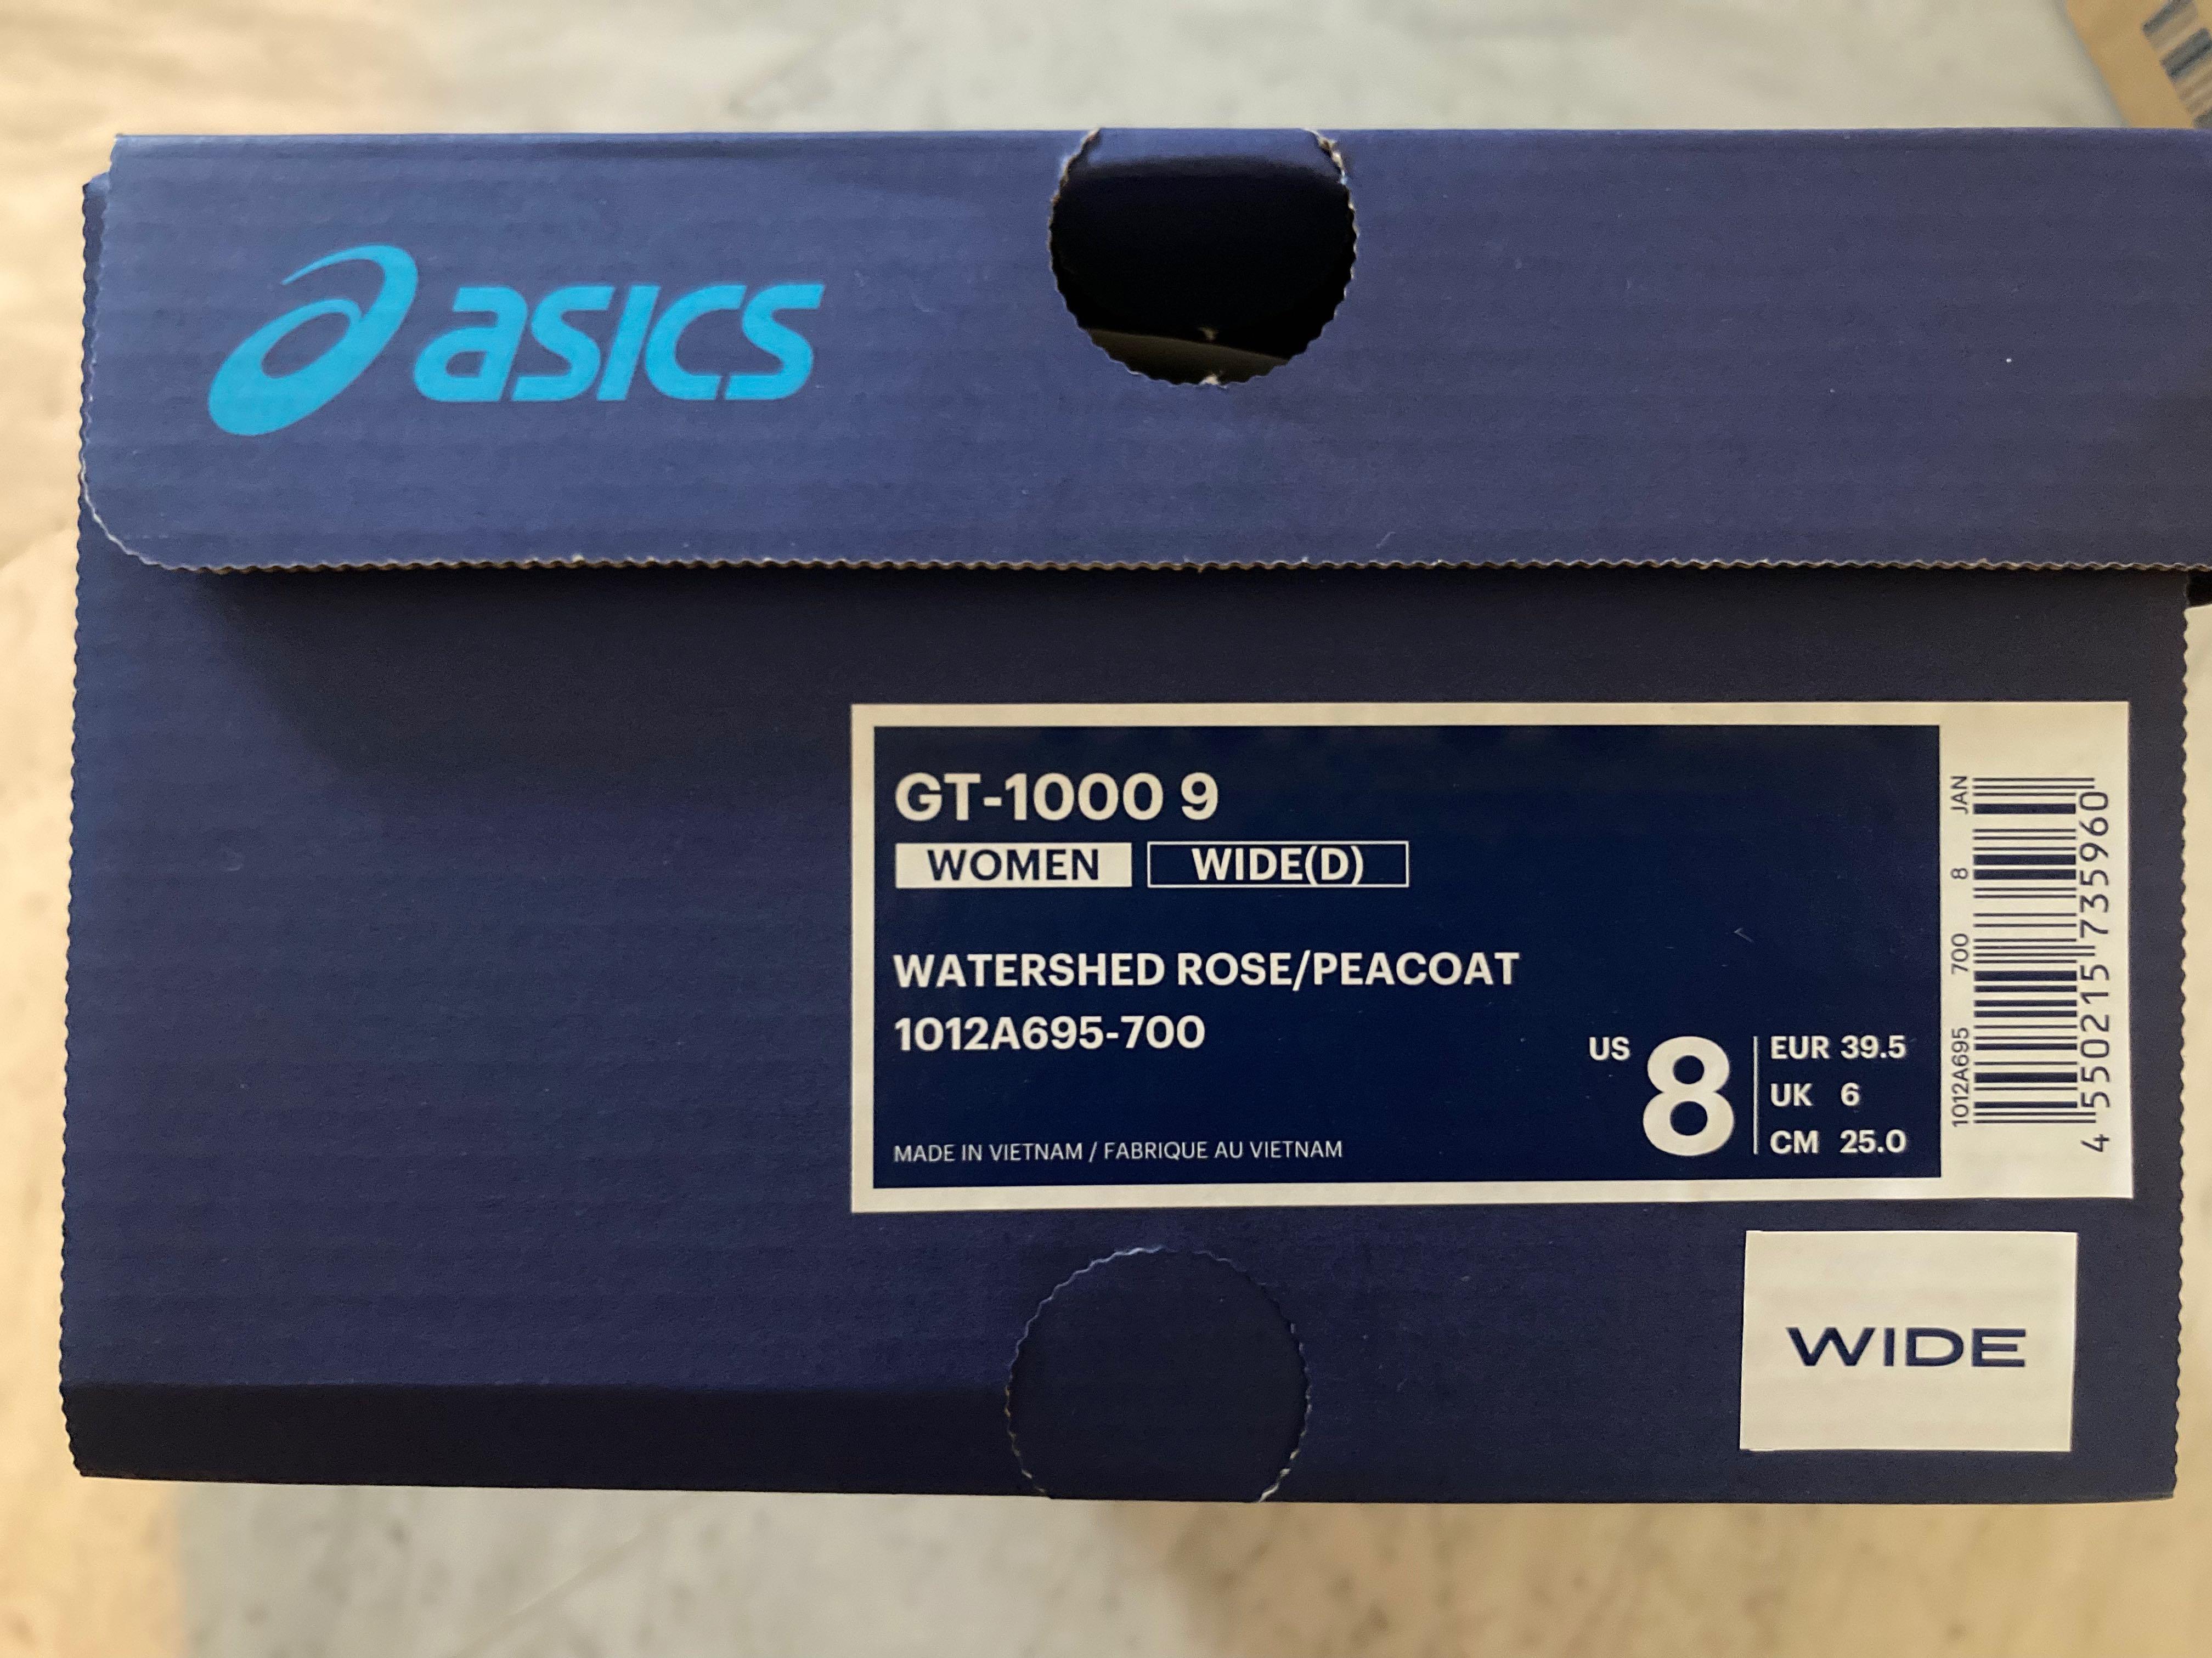 asics
GT-1000 9
WOMEN WIDE(D)
WATERSHED ROSE/PEACOAT
1012A695-700
US 8
EUR 39.5
UK 6
CM 25.0
MADE IN VIETNAM / FABRIQUE AU VIETNAM
1012A695 700 8 JAN
4 550215 735960
WIDE